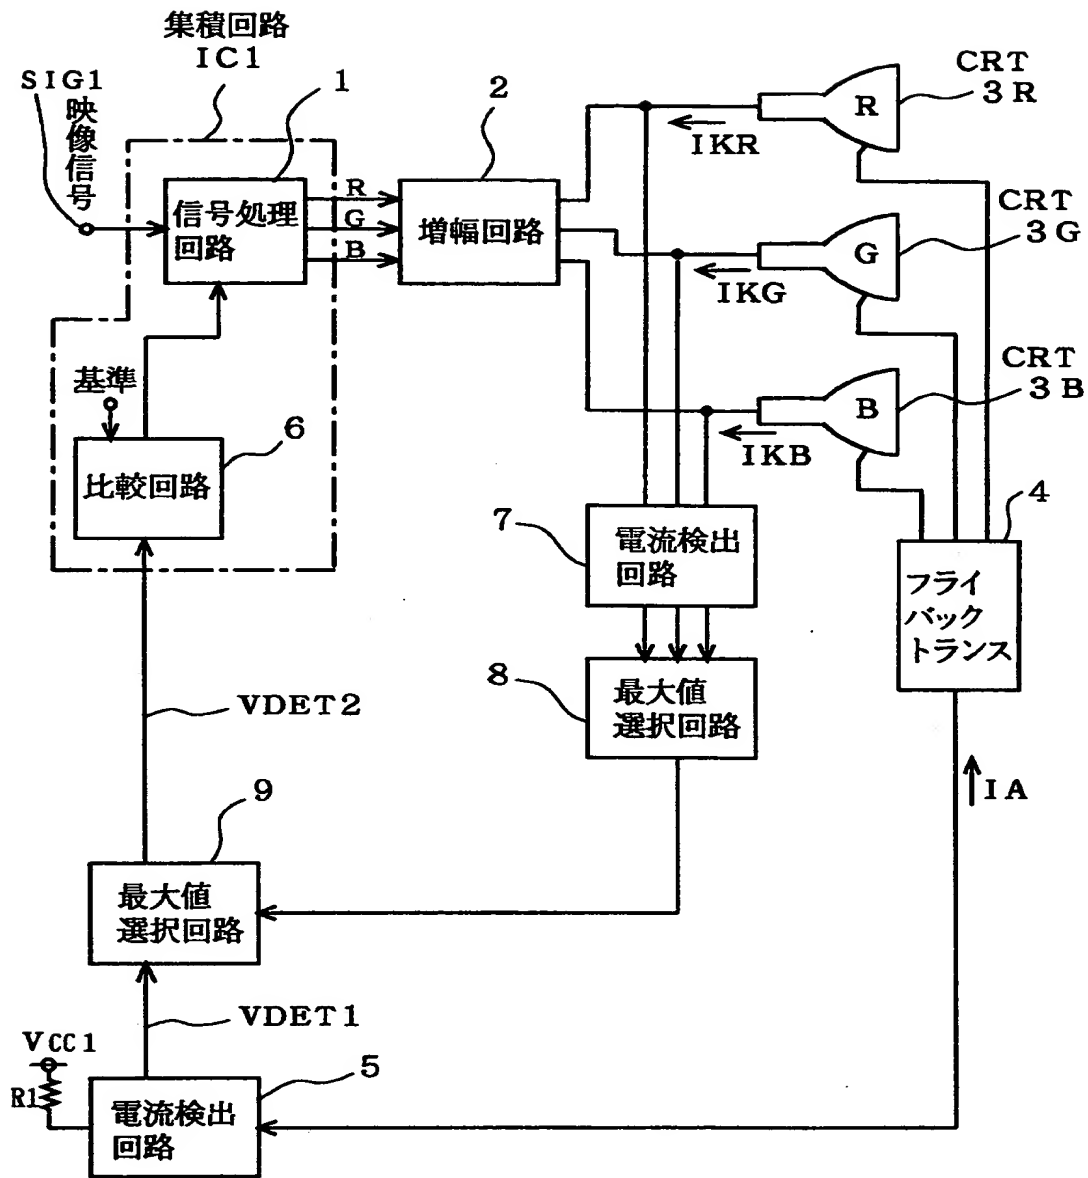 集積回路
IC1
SIG1
映像信号
1
2
CRT
3R
R
IKR
信号処理
回路
R
G
B
増幅回路
CRT
3G
G
IKG
基準
6
比較回路
CRT
3B
B
IKB
7
電流検出
回路
4
フライ
バック
トランス
8
最大値
選択回路
VDET2
IA
9
最大値
選択回路
VDET1
VCC1
R1
5
電流検出
回路